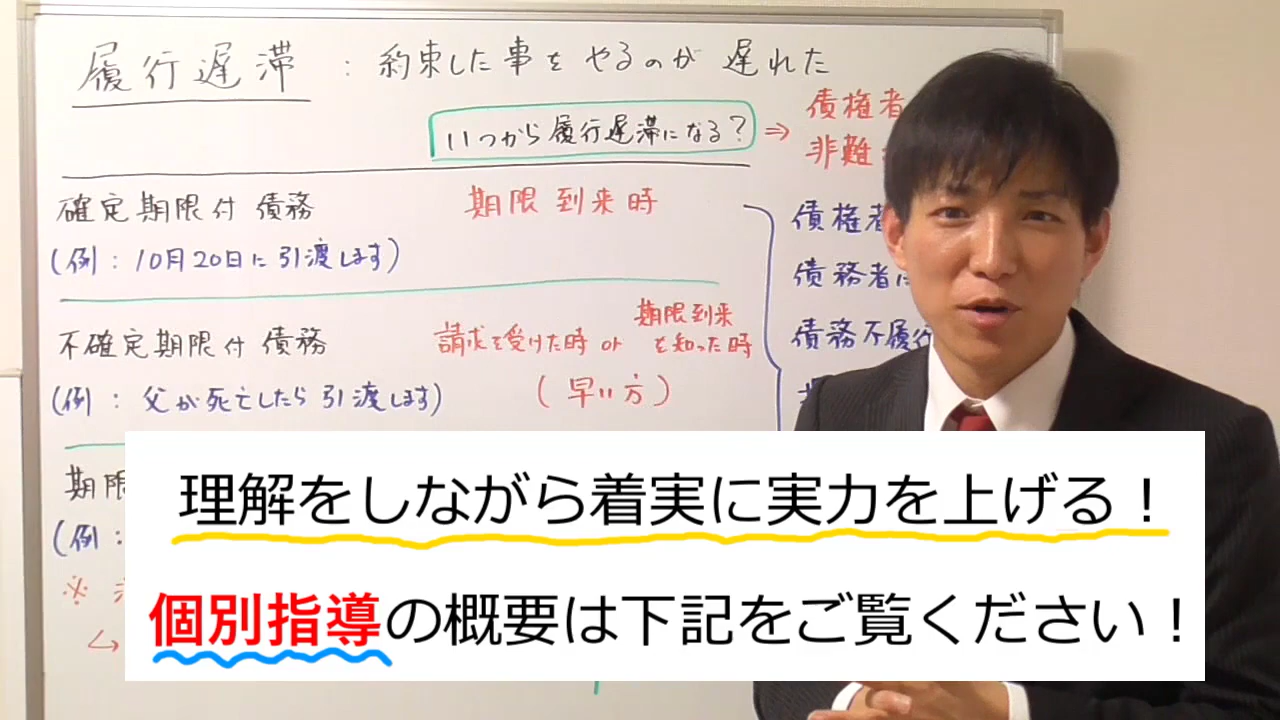 履行遅滞 : 約束した事をやるのが遅れた
いつから履行遅滞になる? ⇒ 債権者
非難
確定期限付債務 期限到来時
(例 : 10月20日に引渡します)
不確定期限付債務 請求を受けた時 or 期限到来を知った時
(例 : 父が死亡したら引渡します) (早い方)
債権者
債務者に
債務不履行
期限
(例 :
※
理解をしながら着実に実力を上げる！
個別指導の概要は下記をご覧ください！